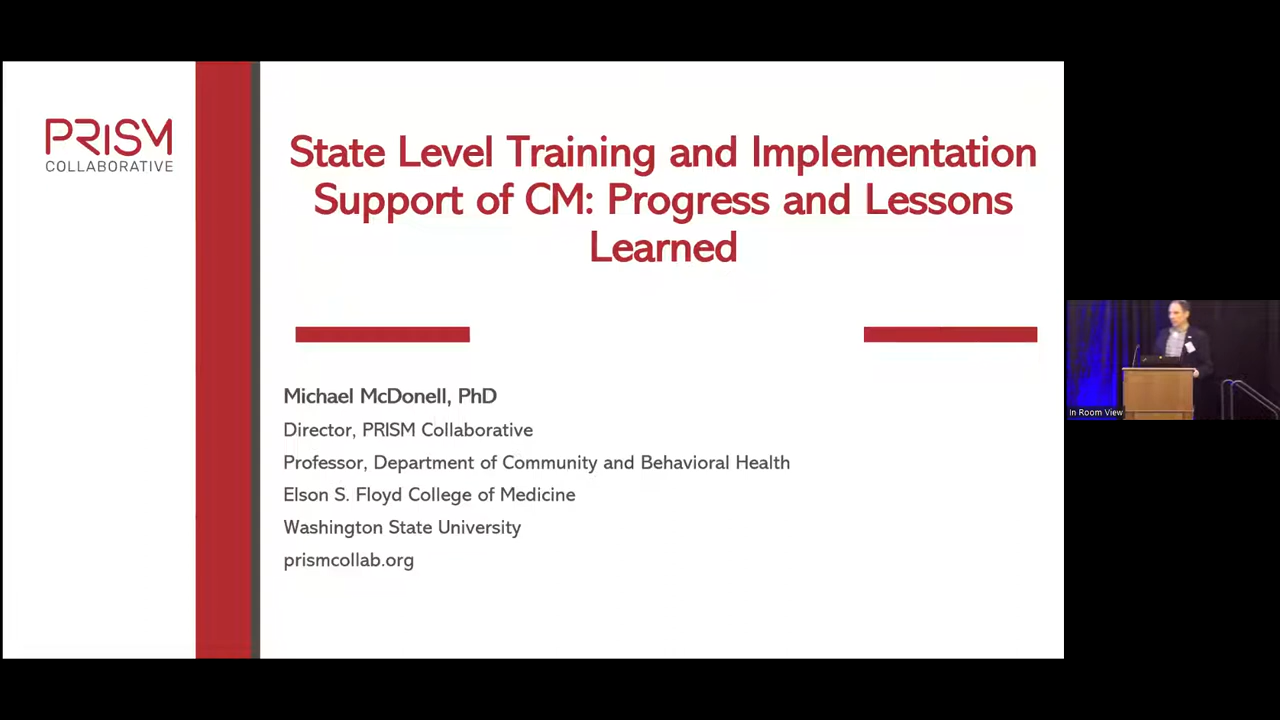 PRISM
COLLABORATIVE
State Level Training and Implementation
Support of CM: Progress and Lessons
Learned
Michael McDonell, PhD
Director, PRISM Collaborative
Professor, Department of Community and Behavioral Health
Elson S. Floyd College of Medicine
Washington State University
prismcollab.org
In Room View